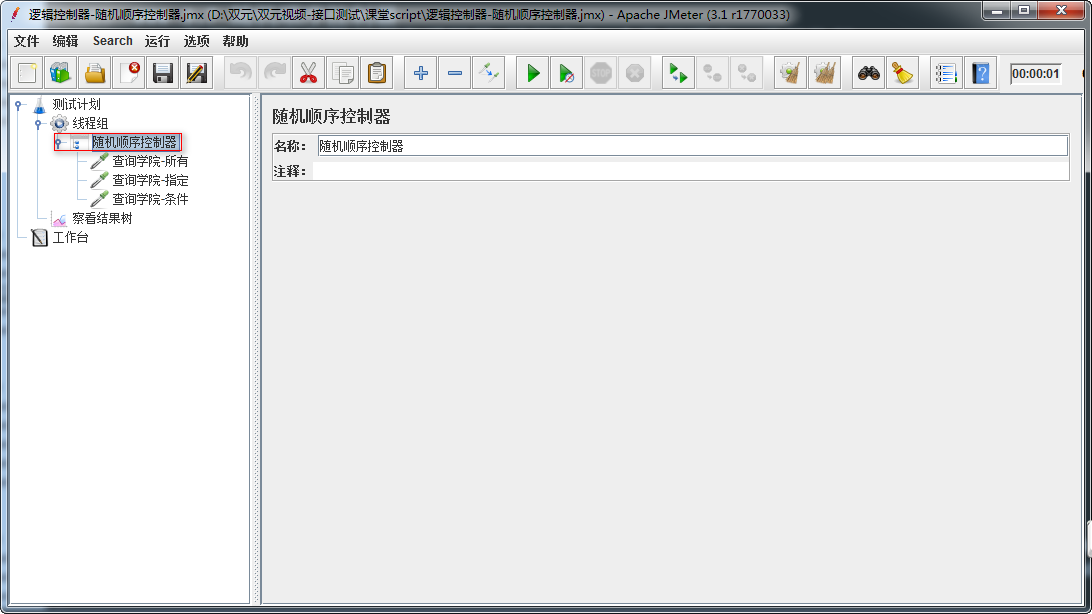 逻辑控制器-随机顺序控制器.jmx (D:\双元\双元视频-接口测试\课堂script\逻辑控制器-随机顺序控制器.jmx) - Apache JMeter (3.1 r1770033)
文件 编辑 Search 运行 选项 帮助
STOP 00:00:01
测试计划
线程组
随机顺序控制器
查询学院-所有
查询学院-指定
查询学院-条件
察看结果树
工作台
随机顺序控制器
名称： 随机顺序控制器
注释：